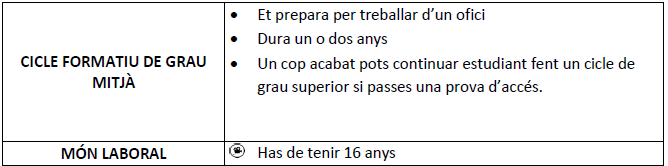 CICLE FORMATIU DE GRAU
MITJÀ
• Et prepara per treballar d’un ofici
• Dura un o dos anys
• Un cop acabat pots continuar estudiant fent un cicle de
grau superior si passes una prova d’accés.
MÓN LABORAL
Has de tenir 16 anys